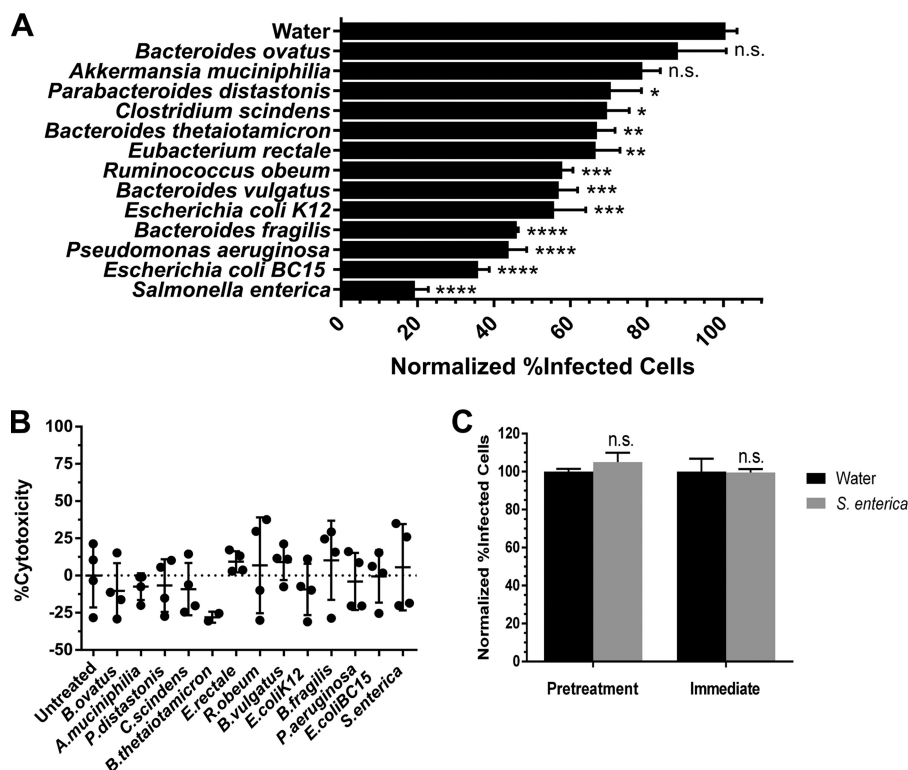 A
Water
Bacteroides ovatus n.s.
Akkermansia muciniphilia n.s.
Parabacteroides distastonis *
Clostridium scindens *
Bacteroides thetaiotamicron **
Eubacterium rectale **
Ruminococcus obeum ***
Bacteroides vulgatus ***
Escherichia coli K12 ***
Bacteroides fragilis ****
Pseudomonas aeruginosa ****
Escherichia coli BC15 ****
Salmonella enterica ****
0 20 40 60 80 100
Normalized %Infected Cells
B
%Cytotoxicity
100
75
50
25
0
-25
-50
Untreated
B.ovatus
A.muciniphilia
P.distastonis
C.scindens
B.thetaiotamicron
E.rectale
R.obeum
B.vulgatus
E.coliK12
B.fragilis
P.aeruginosa
E.coliBC15
S.enterica
C
Normalized %Infected Cells
120
100
80
60
40
20
0
n.s. n.s.
Pretreatment Immediate
Water
S. enterica